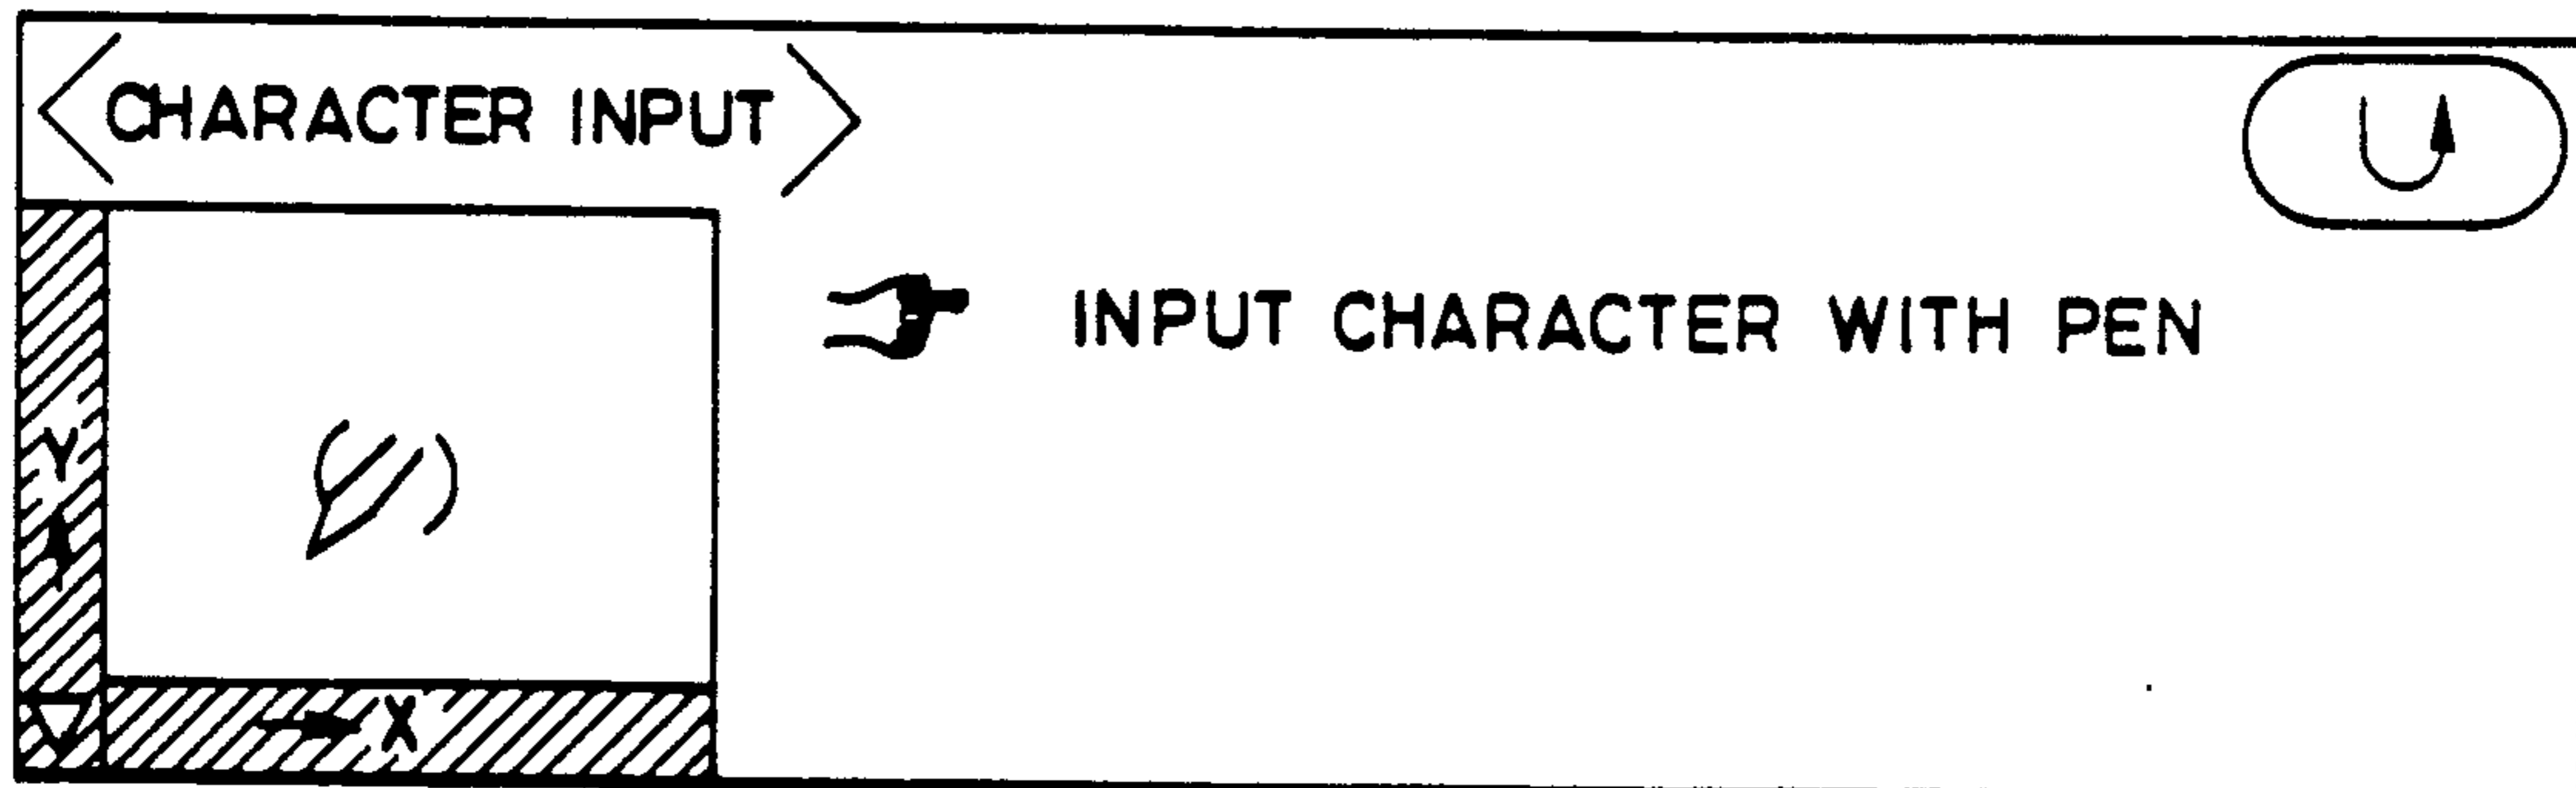 <CHARACTER INPUT>
INPUT CHARACTER WITH PEN
Y
X